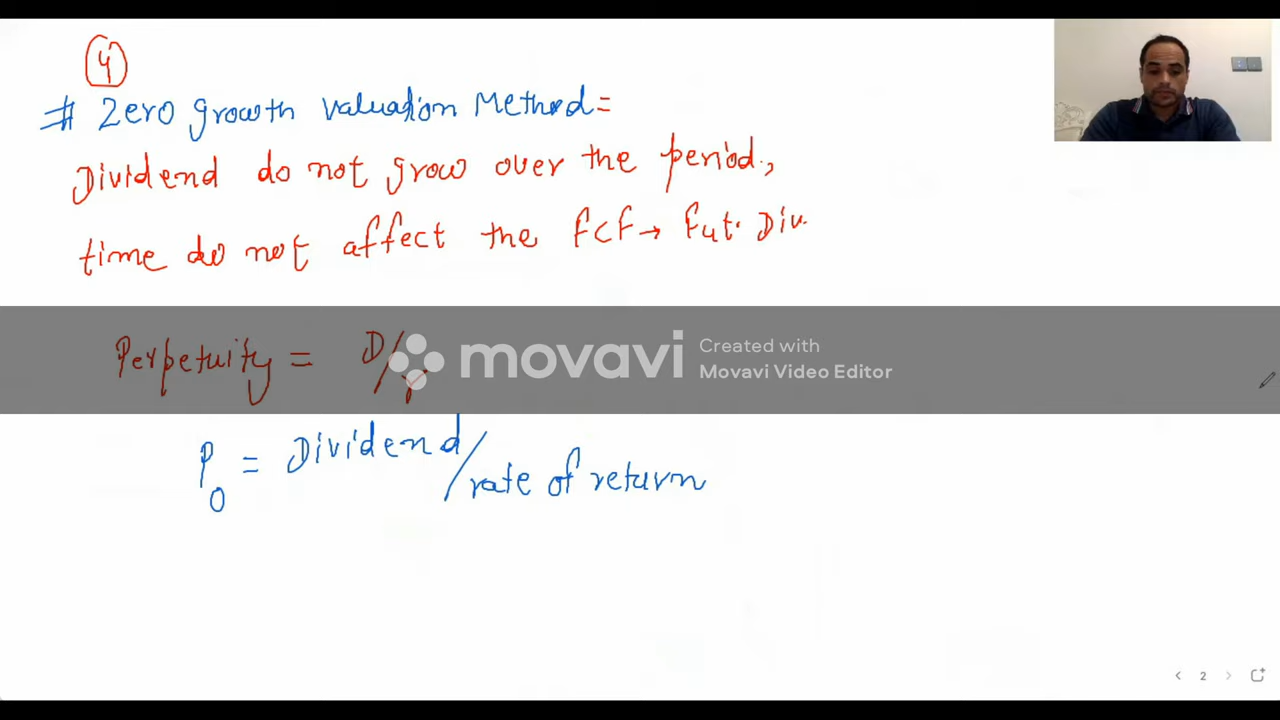 4
# Zero growth valuation Method =
Dividend do not grow over the period,
time do not affect the FCF → Fut. Div.
Perpetuity = D/r
movavi
Created with
Movavi Video Editor
P0 = Dividend/rate of return
2